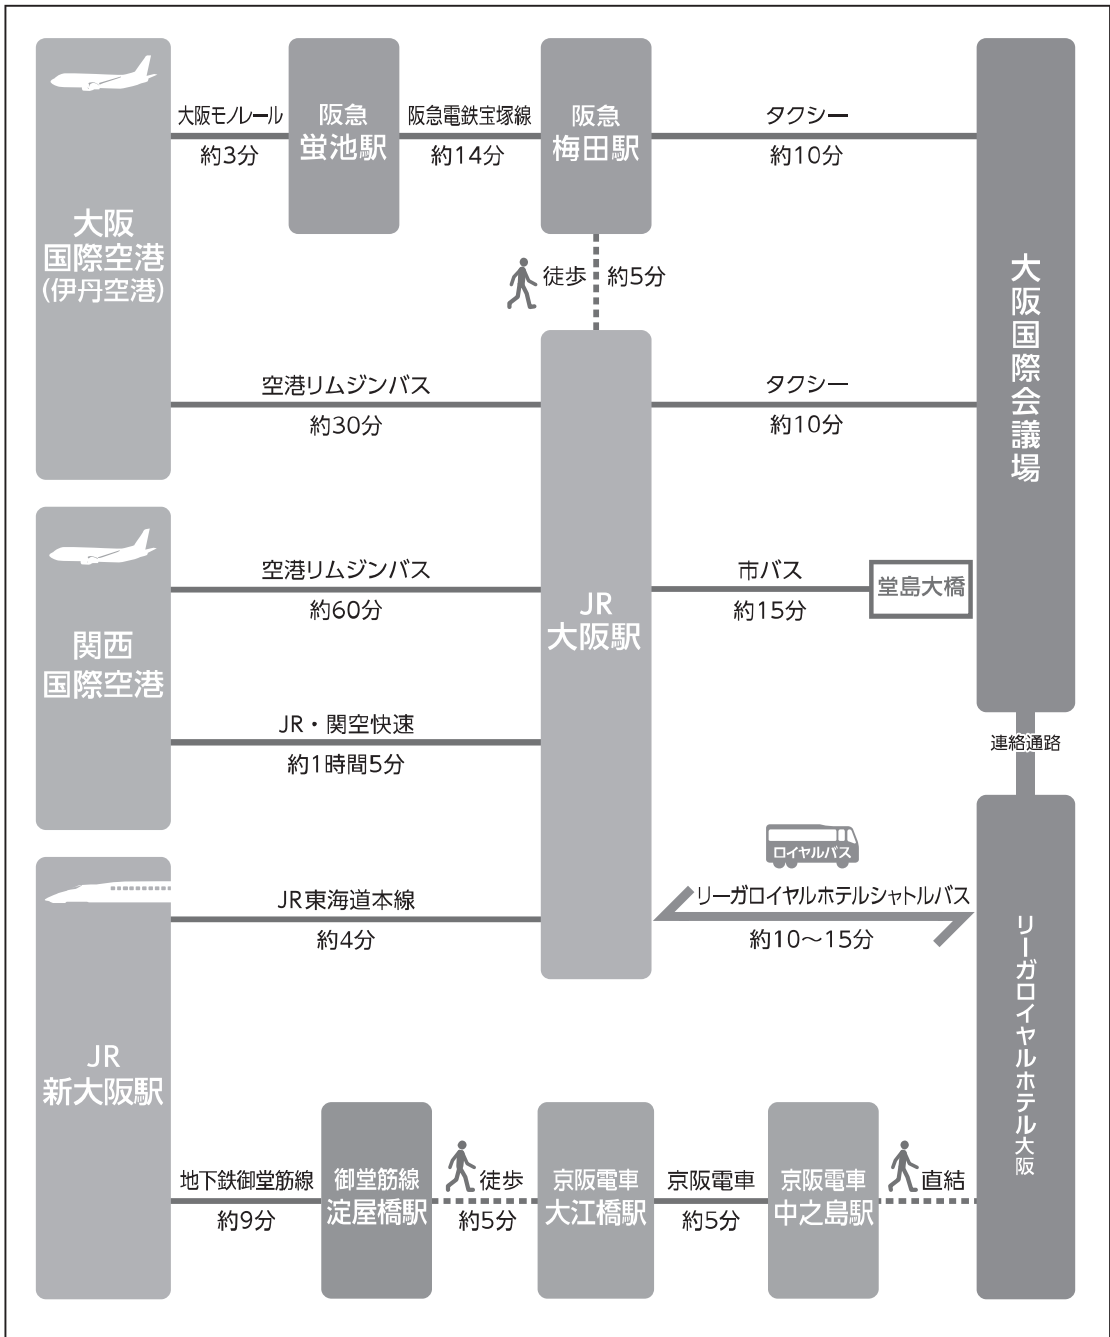 大阪
国際空港
(伊丹空港)
大阪モノレール
約3分
阪急
蛍池駅
阪急電鉄宝塚線
約14分
阪急
梅田駅
タクシー
約10分
徒歩
約5分
空港リムジンバス
約30分
タクシー
約10分
大阪国際会議場
関西
国際空港
空港リムジンバス
約60分
JR
大阪駅
市バス
約15分
堂島大橋
JR・関空快速
約1時間5分
連絡通路
JR
新大阪駅
JR東海道本線
約4分
ロイヤルバス
リーガロイヤルホテルシャトルバス
約10～15分
リーガロイヤルホテル大阪
地下鉄御堂筋線
約9分
御堂筋線
淀屋橋駅
徒歩
約5分
京阪電車
大江橋駅
京阪電車
約5分
京阪電車
中之島駅
直結